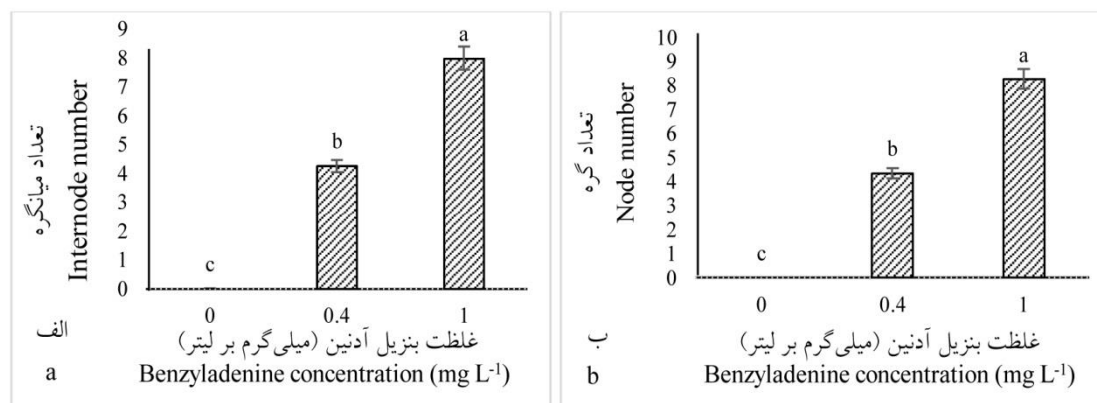 9
8
7
6
5
4
3
2
1
0
تعداد میانگره
Internode number
a
b
c
0 0.4 1
غلظت بنزیل آدنین (میلی‌گرم بر لیتر)
Benzyladenine concentration (mg L-1)
الف
a
10
9
8
7
6
5
4
3
2
1
0
تعداد گره
Node number
a
b
c
0 0.4 1
غلظت بنزیل آدنین (میلی‌گرم بر لیتر)
Benzyladenine concentration (mg L-1)
ب
b